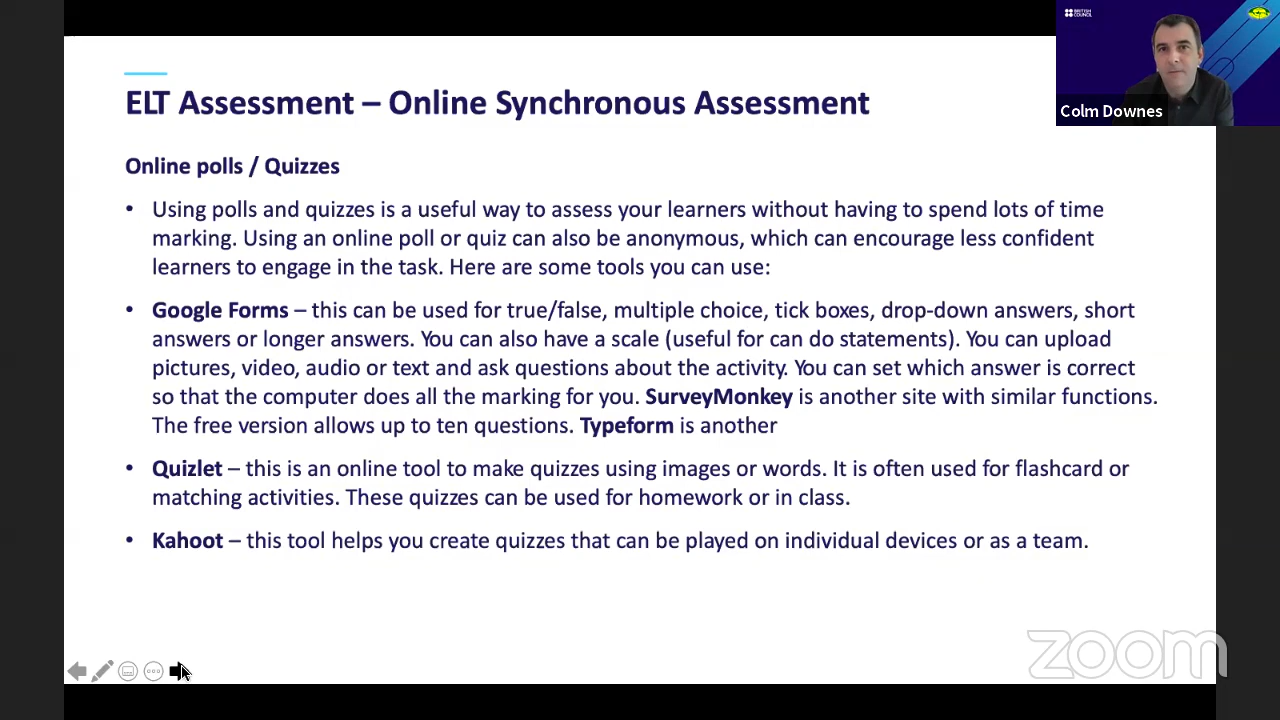 BRITISH
COUNCIL
Colm Downes
ELT Assessment – Online Synchronous Assessment
Online polls / Quizzes
• Using polls and quizzes is a useful way to assess your learners without having to spend lots of time
marking. Using an online poll or quiz can also be anonymous, which can encourage less confident
learners to engage in the task. Here are some tools you can use:
• Google Forms – this can be used for true/false, multiple choice, tick boxes, drop-down answers, short
answers or longer answers. You can also have a scale (useful for can do statements). You can upload
pictures, video, audio or text and ask questions about the activity. You can set which answer is correct
so that the computer does all the marking for you. SurveyMonkey is another site with similar functions.
The free version allows up to ten questions. Typeform is another
• Quizlet – this is an online tool to make quizzes using images or words. It is often used for flashcard or
matching activities. These quizzes can be used for homework or in class.
• Kahoot – this tool helps you create quizzes that can be played on individual devices or as a team.
zoom